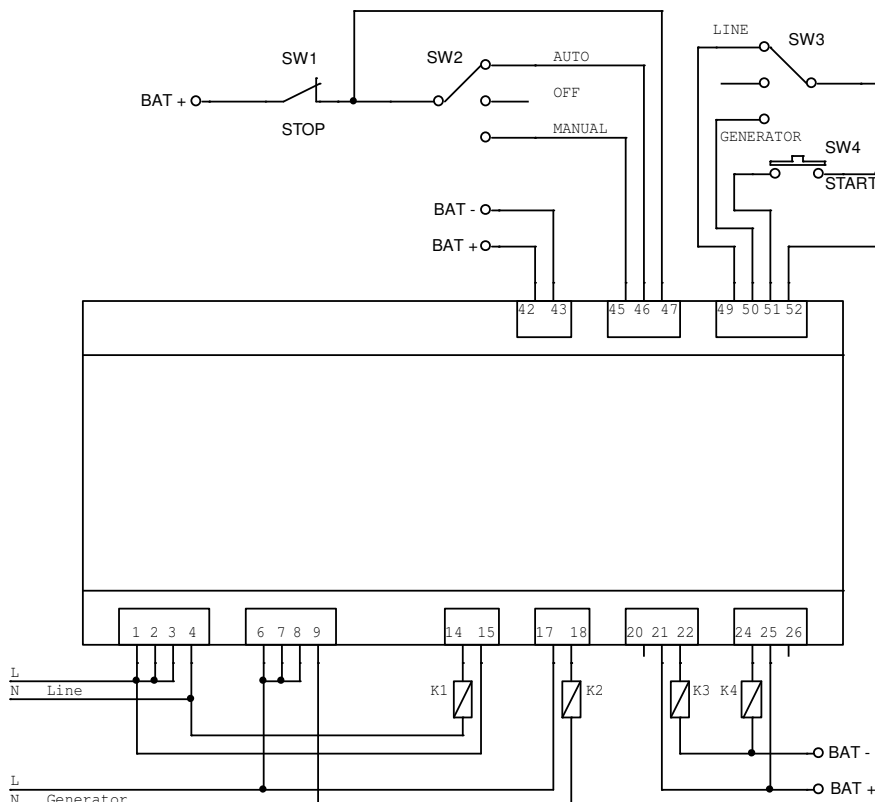 LINE
SW3
SW1
SW2
AUTO
BAT +
OFF
STOP
MANUAL
GENERATOR
SW4
START
BAT -
BAT +
42 43
45 46 47
49 50 51 52
1 2 3 4
6 7 8 9
14 15
17 18
20 21 22
24 25 26
L
N Line
K1
K2
K3
K4
BAT -
L
BAT +
N Generator